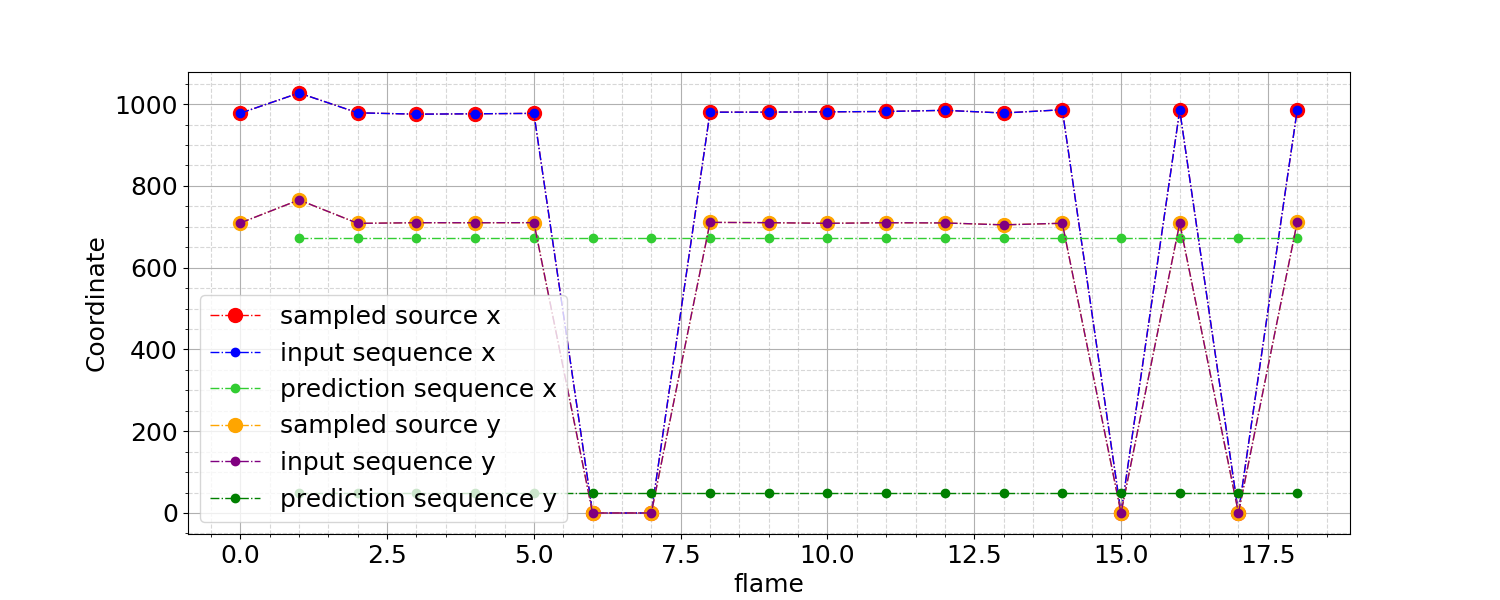 1000
800
600
400
200
0
Coordinate
sampled source x
input sequence x
prediction sequence x
sampled source y
input sequence y
prediction sequence y
0.0 2.5 5.0 7.5 10.0 12.5 15.0 17.5
flame